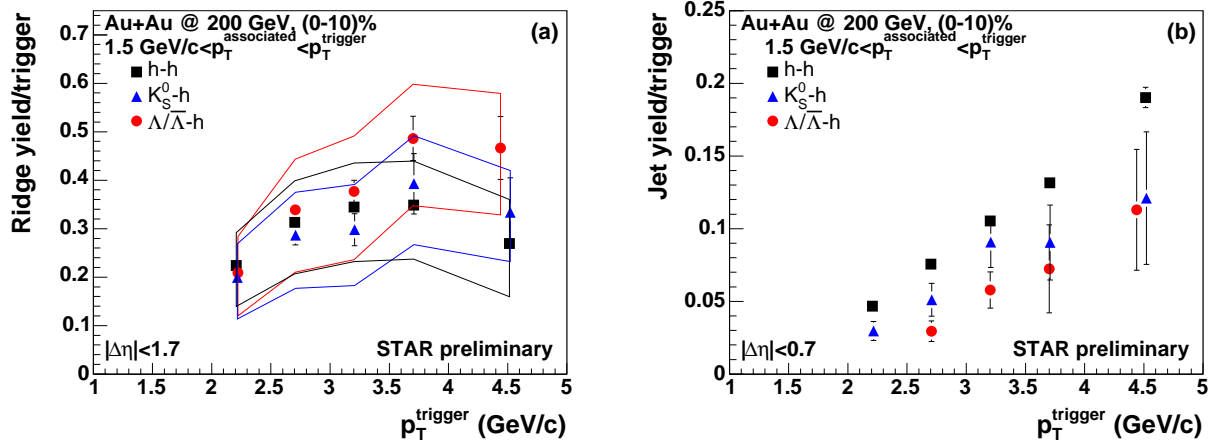 Au+Au @ 200 GeV, (0-10)%
(a)
1.5 GeV/c<p_T^associated<p_T^trigger
h-h
K_S^0-h
Λ/Λ̅-h
Ridge yield/trigger
0.7
0.6
0.5
0.4
0.3
0.2
0.1
0
|Δη|<1.7
STAR preliminary
1 1.5 2 2.5 3 3.5 4 4.5 5
p_T^trigger (GeV/c)
Au+Au @ 200 GeV, (0-10)%
(b)
1.5 GeV/c<p_T^associated<p_T^trigger
h-h
K_S^0-h
Λ/Λ̅-h
Jet yield/trigger
0.25
0.2
0.15
0.1
0.05
0
|Δη|<0.7
STAR preliminary
1 1.5 2 2.5 3 3.5 4 4.5 5
p_T^trigger (GeV/c)